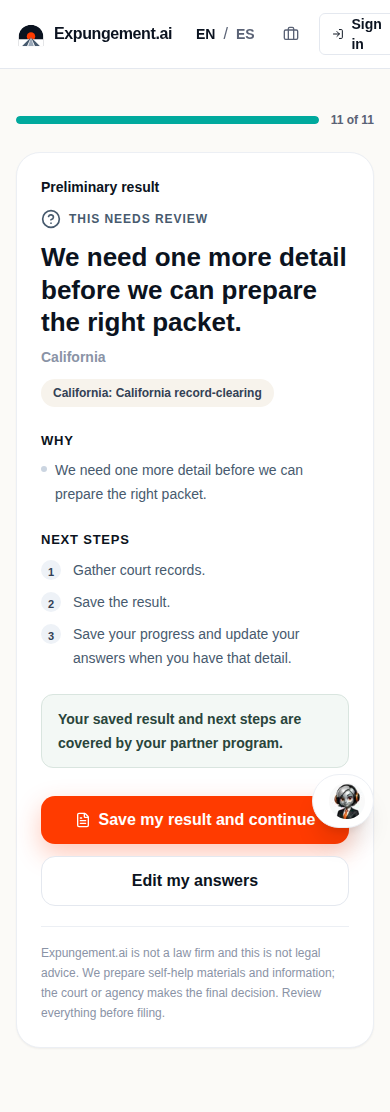 Expungement.ai
EN / ES
Sign in
11 of 11
Preliminary result
THIS NEEDS REVIEW
We need one more detail
before we can prepare
the right packet.
California
California: California record-clearing
WHY
We need one more detail before we can
prepare the right packet.
NEXT STEPS
1 Gather court records.
2 Save the result.
3 Save your progress and update your
answers when you have that detail.
Your saved result and next steps are
covered by your partner program.
Save my result and continue
Edit my answers
Expungement.ai is not a law firm and this is not legal
advice. We prepare self-help materials and information;
the court or agency makes the final decision. Review
everything before filing.